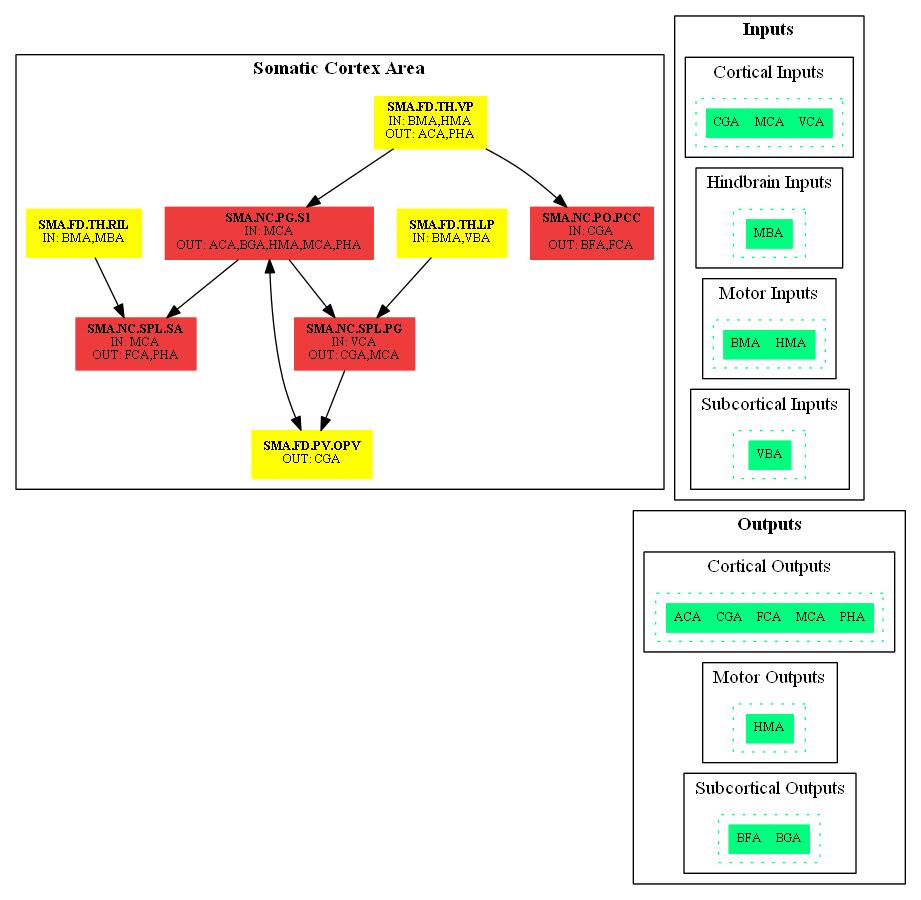 Somatic Cortex Area
SMA.FD.TH.VP
IN: BMA,HMA
OUT: ACA,PHA
SMA.FD.TH.RIL
IN: BMA,MBA
SMA.NC.PG.S1
IN: MCA
OUT: ACA,BGA,HMA,MCA,PHA
SMA.FD.TH.LP
IN: BMA,VBA
SMA.NC.PO.PCC
IN: CGA
OUT: BFA,FCA
SMA.NC.SPL.SA
IN: MCA
OUT: FCA,PHA
SMA.NC.SPL.PG
IN: VCA
OUT: CGA,MCA
SMA.FD.PV.OPV
OUT: CGA
Inputs
Cortical Inputs
CGA MCA VCA
Hindbrain Inputs
MBA
Motor Inputs
BMA HMA
Subcortical Inputs
VBA
Outputs
Cortical Outputs
ACA CGA FCA MCA PHA
Motor Outputs
HMA
Subcortical Outputs
BFA BGA